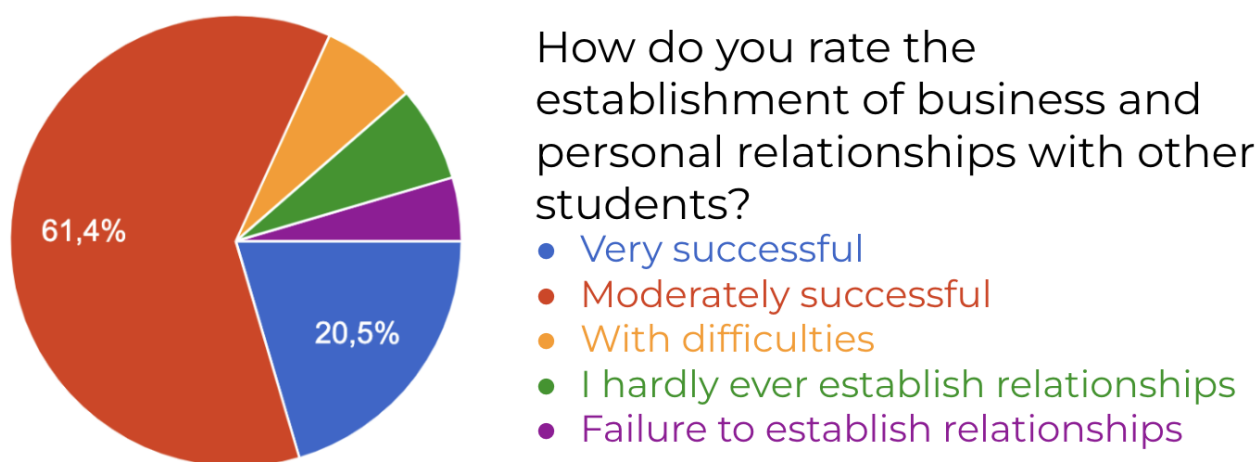 How do you rate the
establishment of business and
personal relationships with other
students?
● Very successful
● Moderately successful
● With difficulties
● I hardly ever establish relationships
● Failure to establish relationships
61,4%
20,5%